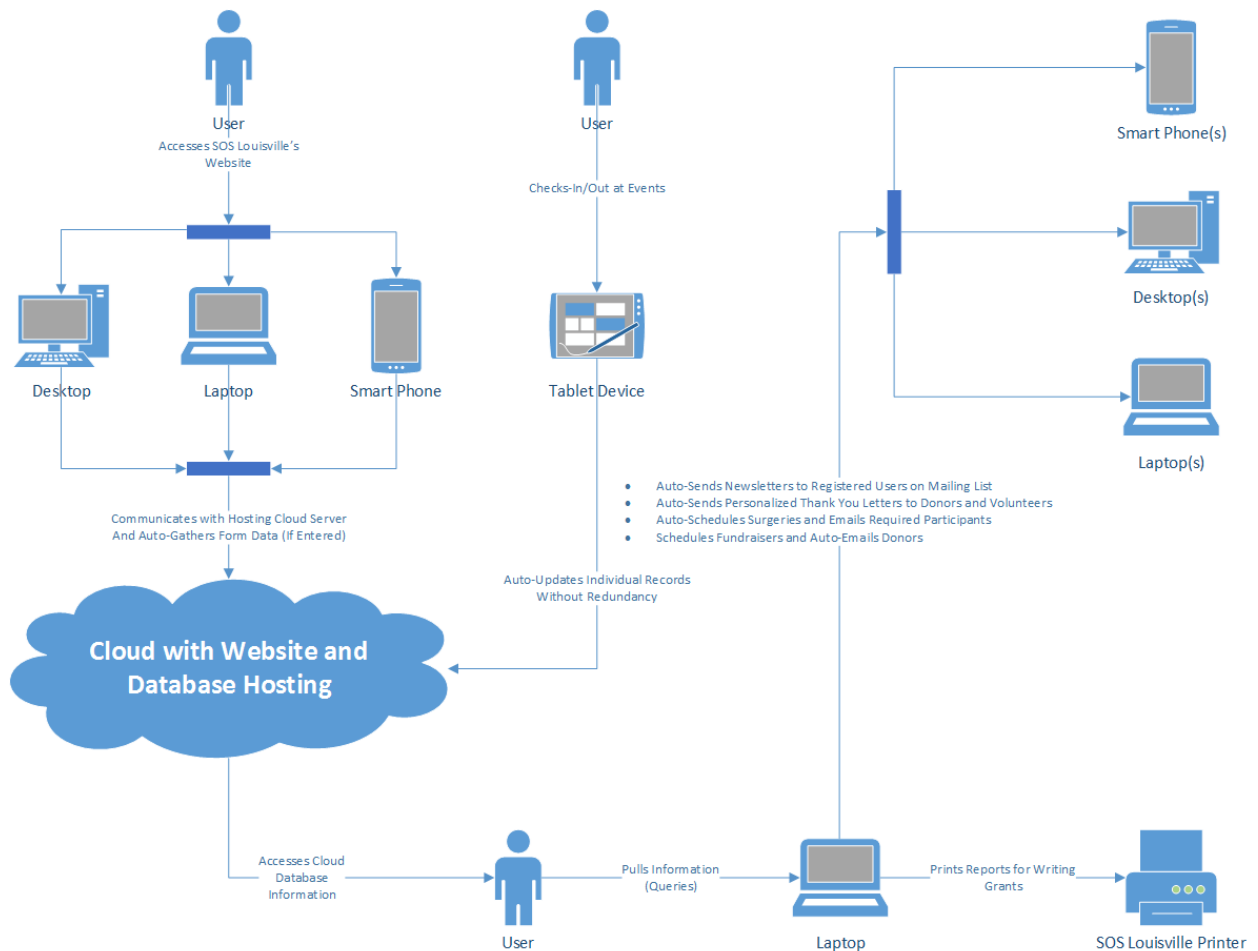 User
User
Accesses SOS Louisville's
Website
Checks-In/Out at Events
Smart Phone(s)
Desktop(s)
Desktop
Laptop
Smart Phone
Tablet Device
Laptop(s)
• Auto-Sends Newsletters to Registered Users on Mailing List
• Auto-Sends Personalized Thank You Letters to Donors and Volunteers
• Auto-Schedules Surgeries and Emails Required Participants
• Schedules Fundraisers and Auto-Emails Donors
Communicates with Hosting Cloud Server
And Auto-Gathers Form Data (If Entered)
Auto-Updates Individual Records
Without Redundancy
Cloud with Website and
Database Hosting
Accesses Cloud
Database
Information
Pulls Information
(Queries)
Prints Reports for Writing
Grants
User
Laptop
SOS Louisville Printer